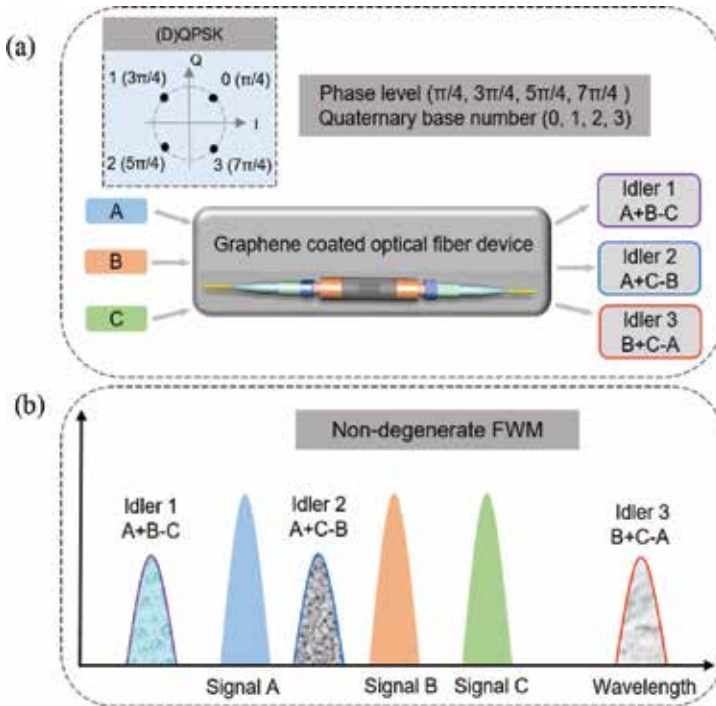 (a)
(D)QPSK
Q
1 (3π/4) 0 (π/4)
I
2 (5π/4) 3 (7π/4)
Phase level (π/4, 3π/4, 5π/4, 7π/4 )
Quaternary base number (0, 1, 2, 3)
A
B
C
Graphene coated optical fiber device
Idler 1
A+B-C
Idler 2
A+C-B
Idler 3
B+C-A
(b)
Non-degenerate FWM
Idler 1
A+B-C
Idler 2
A+C-B
Idler 3
B+C-A
Signal A Signal B Signal C Wavelength